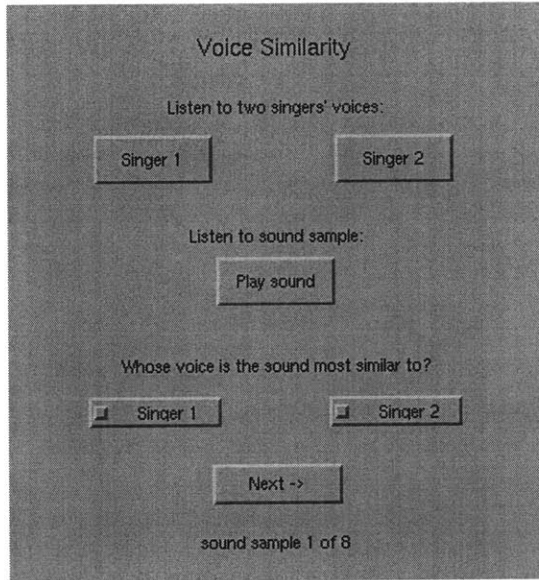 Voice Similarity
Listen to two singers' voices:
Singer 1 Singer 2
Listen to sound sample:
Play sound
Whose voice is the sound most similar to?
Singer 1 Singer 2
Next ->
sound sample 1 of 8